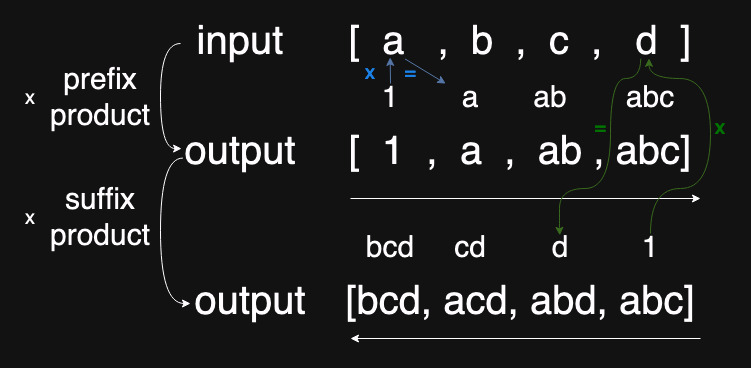 input [ a , b , c , d ]
x prefix product
x =
1 a ab abc
output [ 1 , a , ab , abc]
= x
x suffix product
bcd cd d 1
output [bcd, acd, abd, abc]